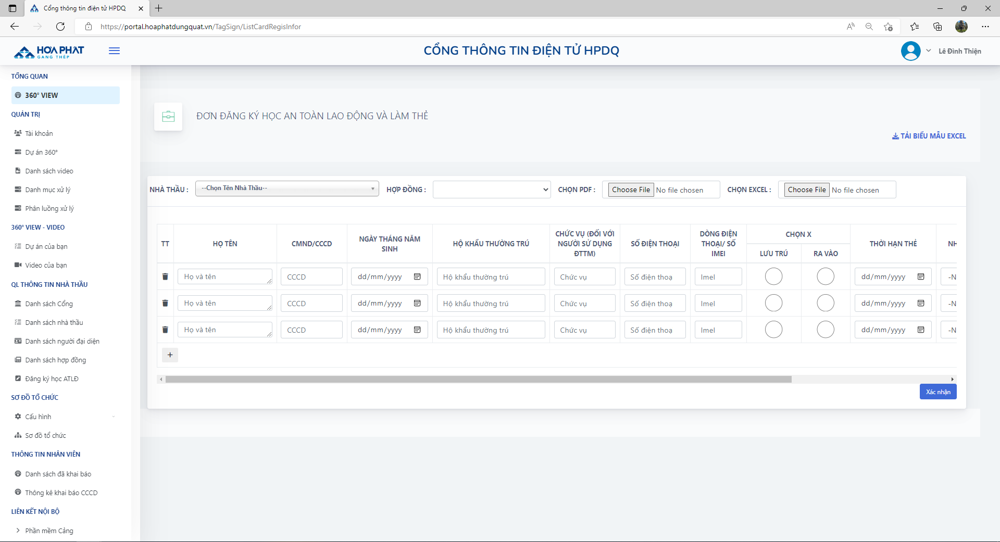 Cổng thông tin điện tử HPDQ
https://portal.hoaphatdungquat.vn/TagSign/ListCardRegisInfor
HOA PHAT
GANG THÉP
CỔNG THÔNG TIN ĐIỆN TỬ HPDQ
Lê Đình Thiện
TỔNG QUAN
360° VIEW
QUẢN TRỊ
Tài khoản
Dự án 360°
Danh sách video
Danh mục xử lý
Phân luồng xử lý
360° VIEW - VIDEO
Dự án của bạn
Video của bạn
QL THÔNG TIN NHÀ THẦU
Danh sách Cổng
Danh sách nhà thầu
Danh sách người đại diện
Danh sách hợp đồng
Đăng ký học ATLĐ
SƠ ĐỒ TỔ CHỨC
Cấu hình
Sơ đồ tổ chức
THÔNG TIN NHÂN VIÊN
Danh sách đã khai báo
Thông kê khai báo CCCD
LIÊN KẾT NỘI BỘ
Phần mềm Cảng
ĐƠN ĐĂNG KÝ HỌC AN TOÀN LAO ĐỘNG VÀ LÀM THẺ
TẢI BIỂU MẪU EXCEL
NHÀ THẦU : --Chọn Tên Nhà Thầu-- HỢP ĐỒNG : CHỌN PDF : Choose File No file chosen CHỌN EXCEL : Choose File No file chosen
TT HỌ TÊN CMND/CCCD NGÀY THÁNG NĂM SINH HỘ KHẨU THƯỜNG TRÚ CHỨC VỤ (ĐỐI VỚI NGƯỜI SỬ DỤNG ĐTTM) SỐ ĐIỆN THOẠI DÒNG ĐIỆN THOẠI/ SỐ IMEI CHỌN X THỜI HẠN THẺ NH
LƯU TRÚ RA VÀO
Họ và tên CCCD dd/mm/yyyy Hộ khẩu thường trú Chức vụ Số điện thoạ Imel dd/mm/yyyy -N
Họ và tên CCCD dd/mm/yyyy Hộ khẩu thường trú Chức vụ Số điện thoạ Imel dd/mm/yyyy -N
Họ và tên CCCD dd/mm/yyyy Hộ khẩu thường trú Chức vụ Số điện thoạ Imel dd/mm/yyyy -N
+
Xác nhận